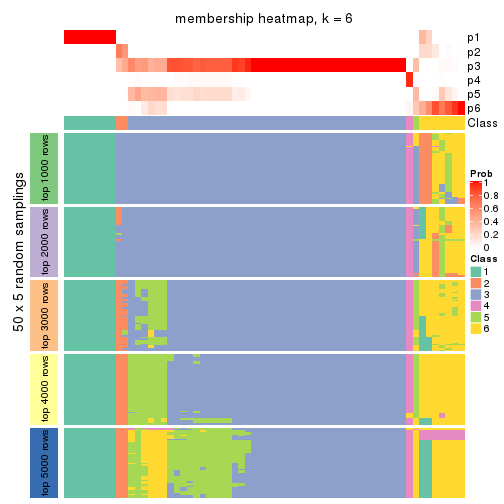 membership heatmap, k = 6
p1
p2
p3
p4
p5
p6
Class
50 x 5 random samplings
top 1000 rows
top 2000 rows
top 3000 rows
top 4000 rows
top 5000 rows
Prob
1
0.8
0.6
0.4
0.2
0
Class
1
2
3
4
5
6